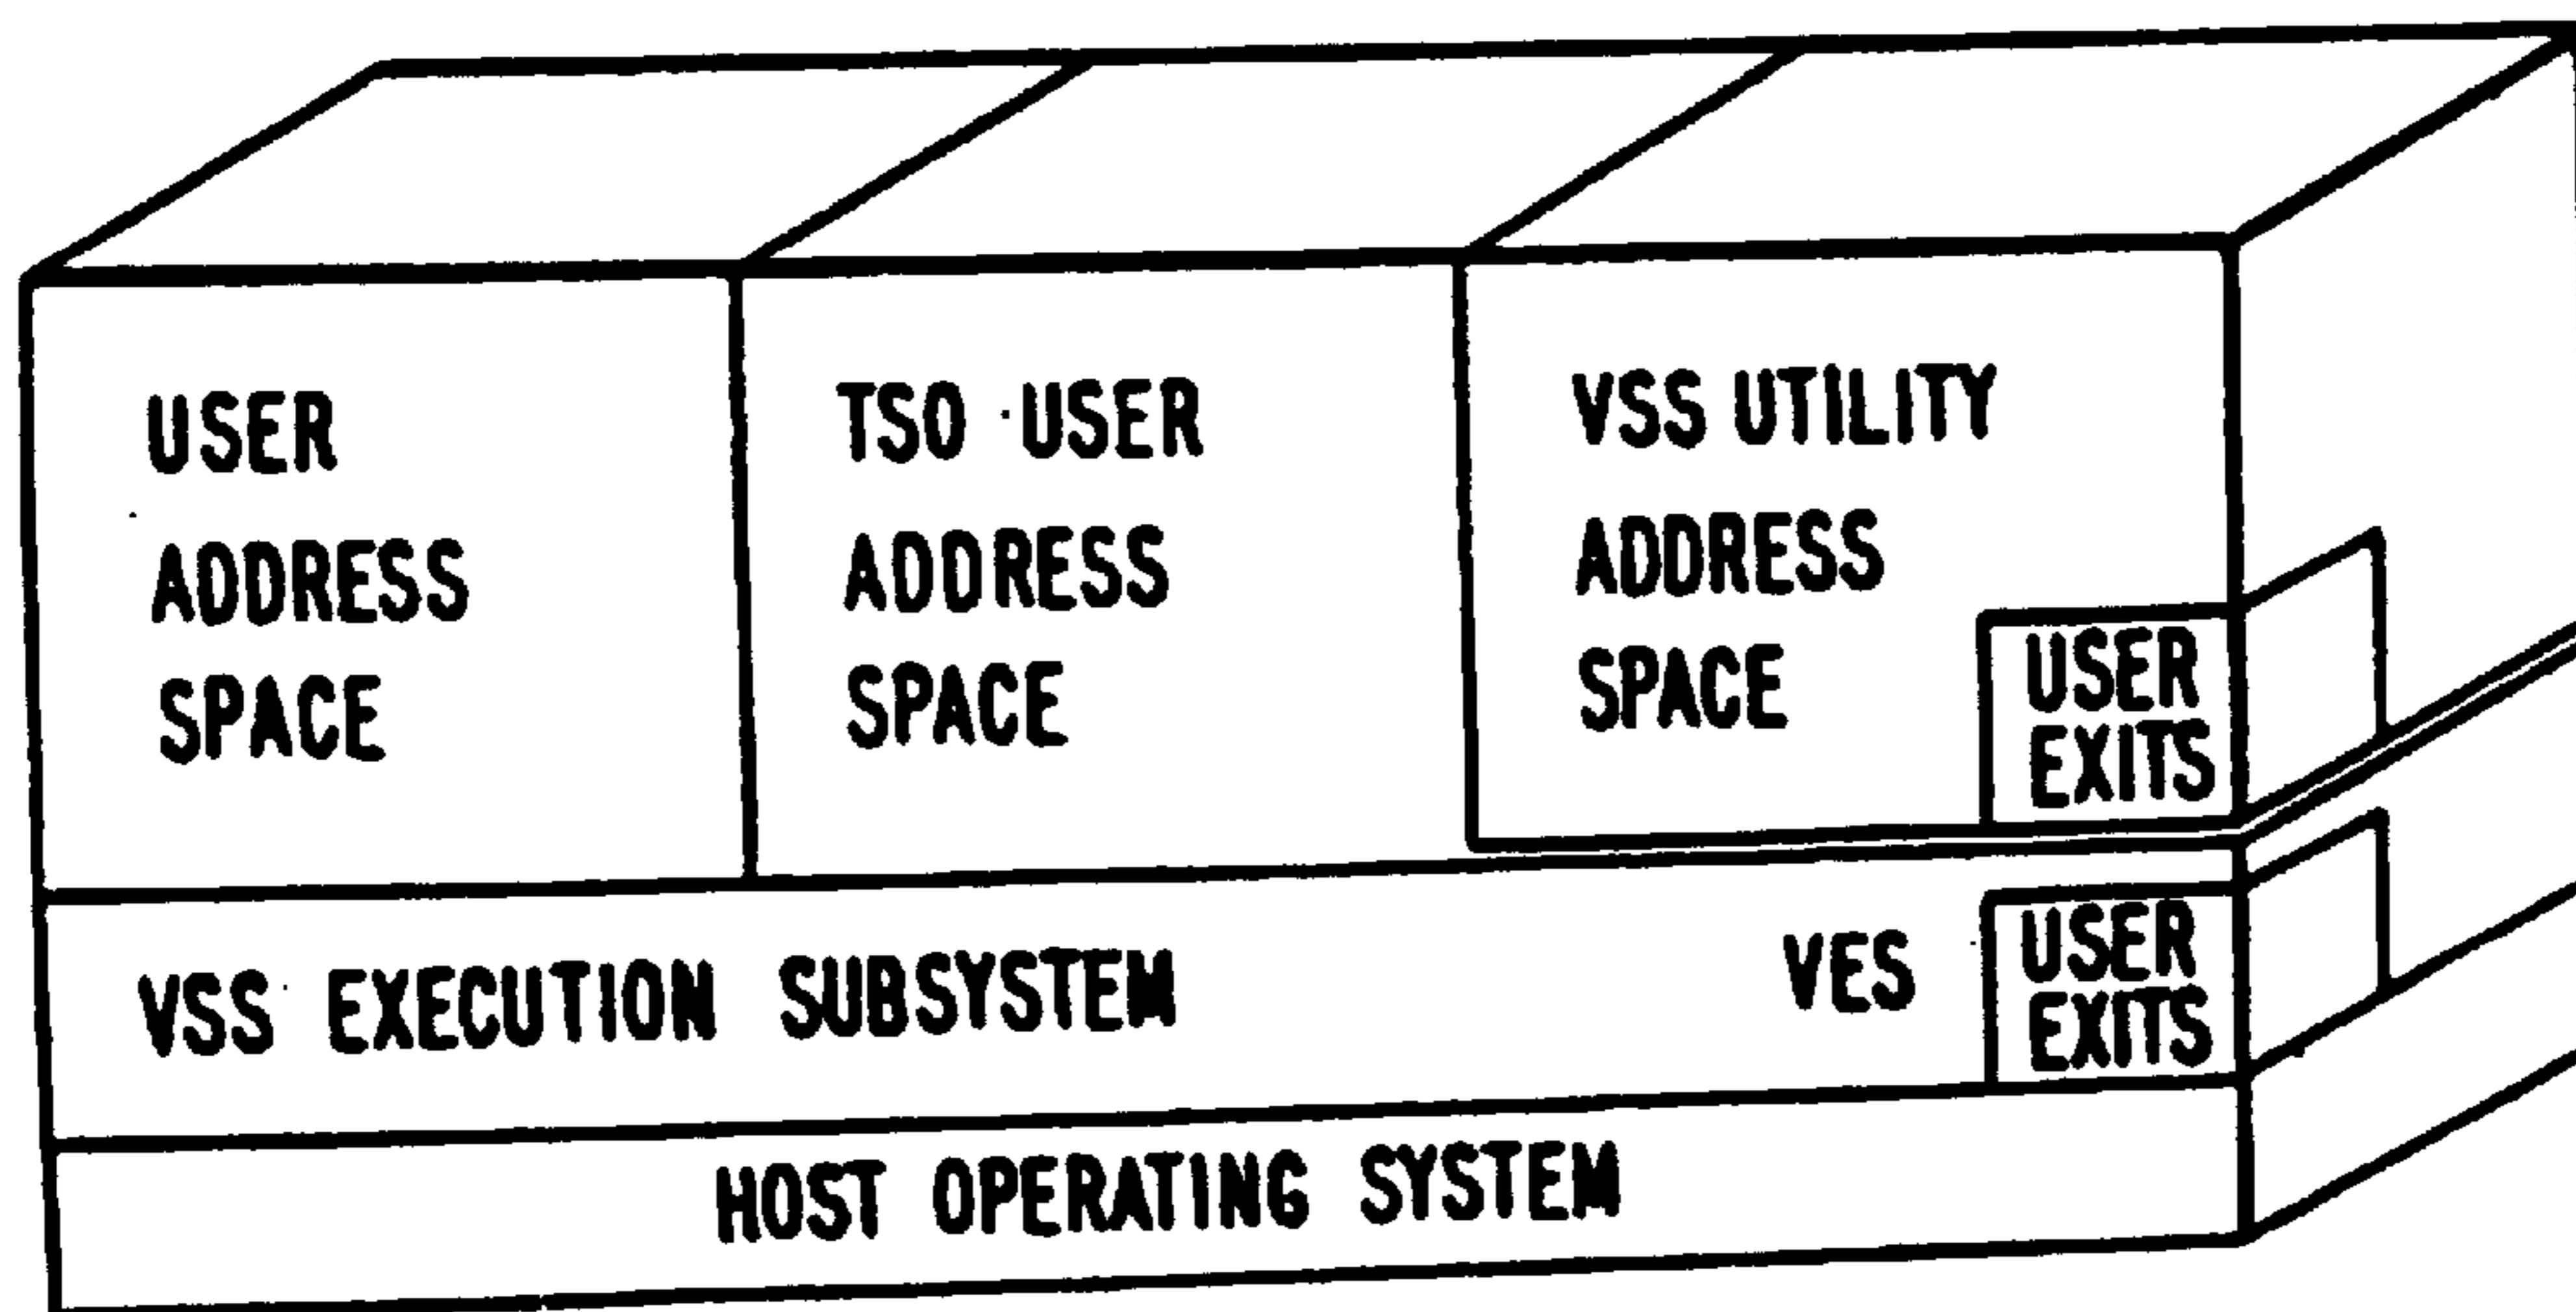 USER
ADDRESS
SPACE
TSO USER
ADDRESS
SPACE
VSS UTILITY
ADDRESS
SPACE
USER
EXITS
VSS EXECUTION SUBSYSTEM
VES
USER
EXITS
HOST OPERATING SYSTEM